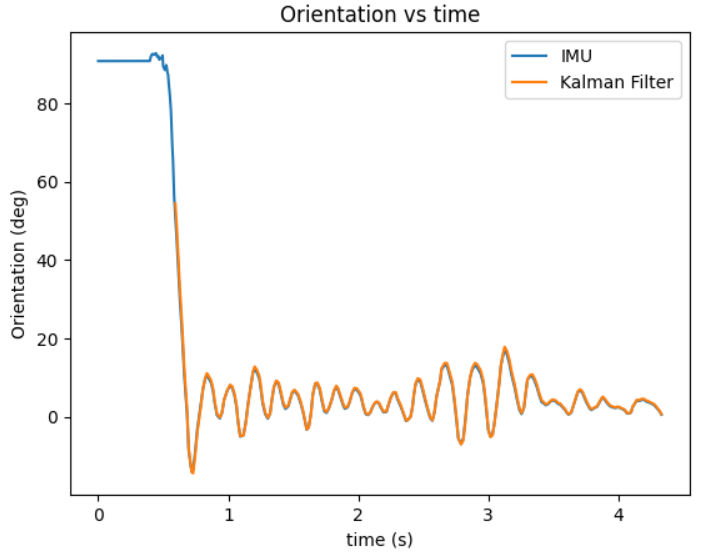 Orientation vs time
IMU
Kalman Filter
80
60
40
20
0
Orientation (deg)
0 1 2 3 4
time (s)